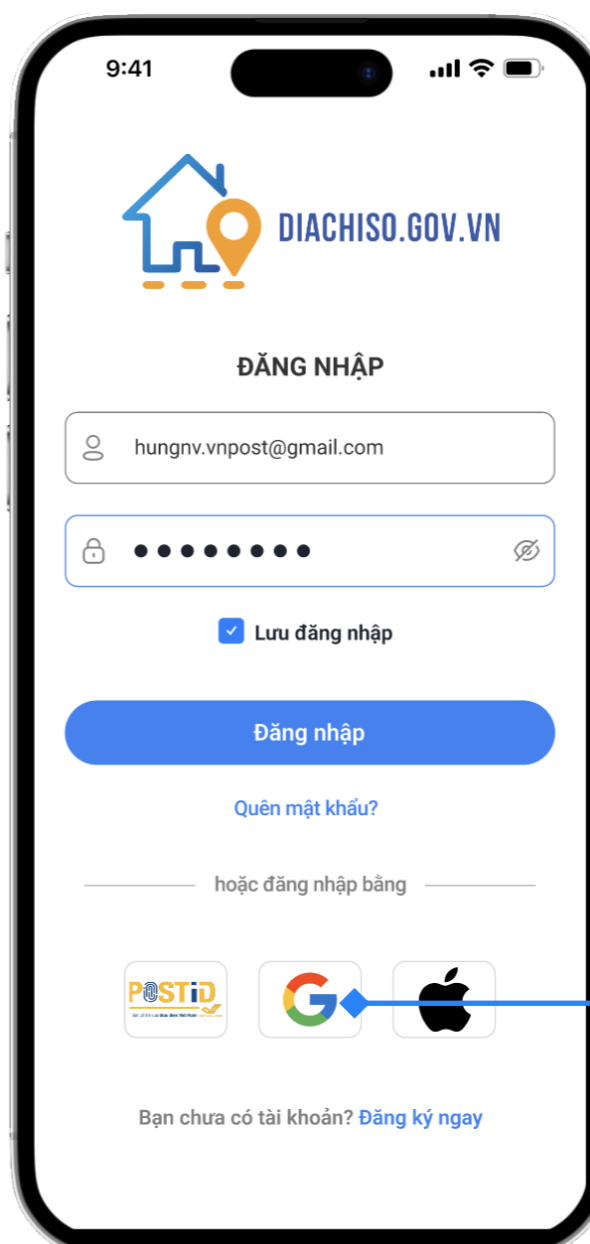 9:41
DIACHISO.GOV.VN
ĐĂNG NHẬP
hungnv.vnpost@gmail.com
Lưu đăng nhập
Đăng nhập
Quên mật khẩu?
hoặc đăng nhập bằng
POSTiD
Bạn chưa có tài khoản? Đăng ký ngay